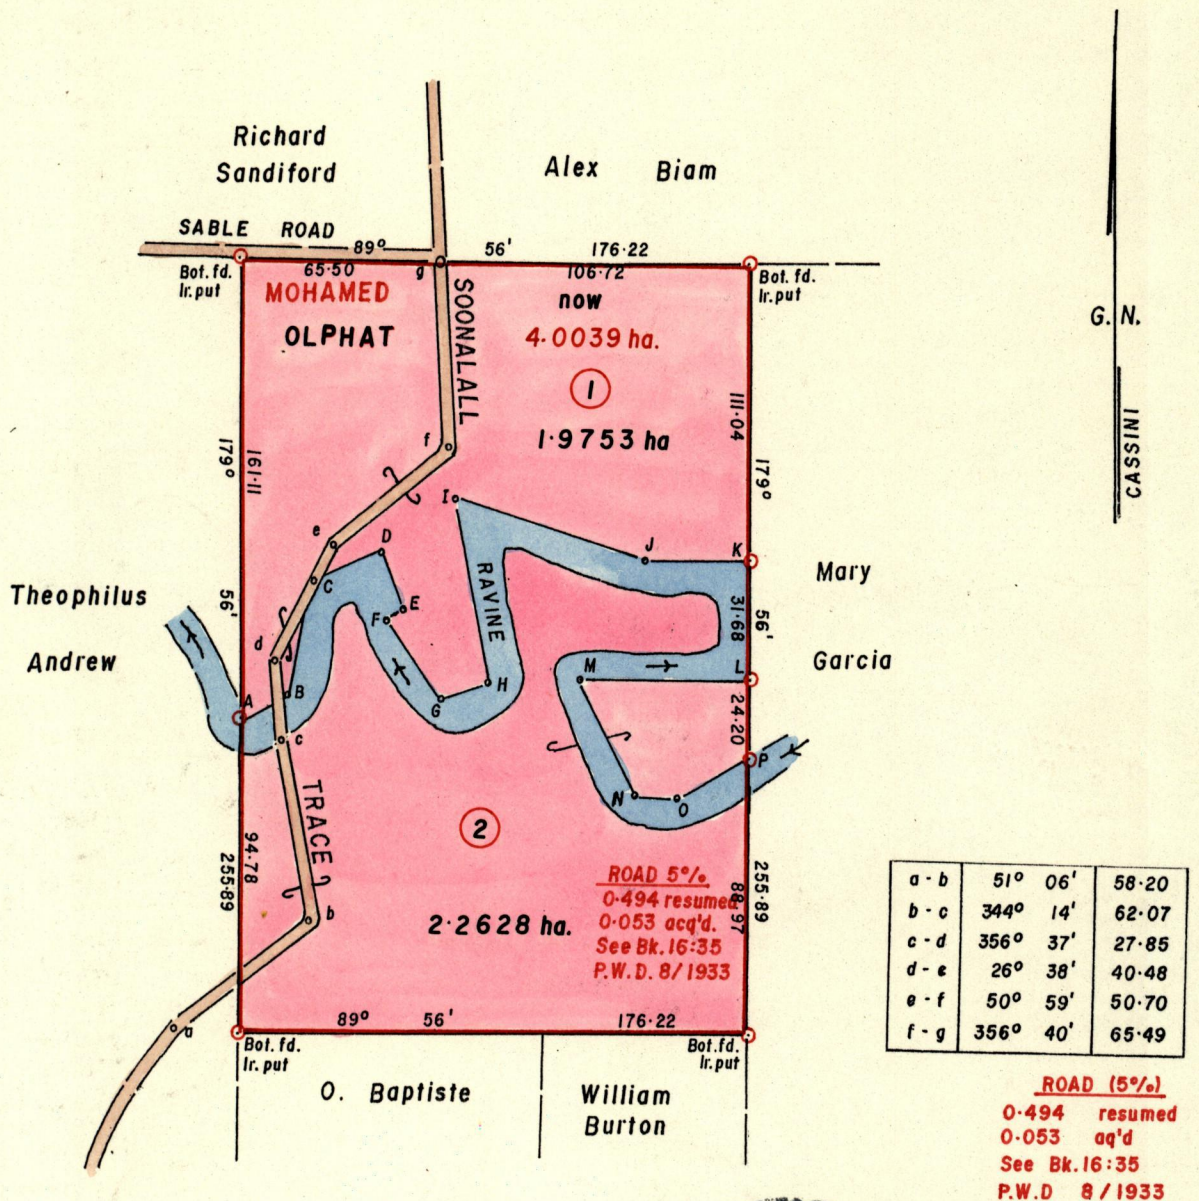 Richard
Sandiford
Alex Biam
SABLE ROAD
89° 56' 176·22
Bot. fd.
Ir. put
65·50
g
106·72
Bot. fd.
Ir. put
MOHAMED
OLPHAT
SOONALALL
now
4·0039 ha.
1
1·9753 ha
G. N.
CASSINI
111·04
179°
179°
161·11
f
I
e
D
C
J
K
RAVINE
E
F
Theophilus
Andrew
56'
Mary
Garcia
31·68
56'
d
B
A
c
G
H
M
L
24·20
P
N
O
TRACE
2
94·78
255·89
b
2·2628 ha.
ROAD 5%
0·494 resumed
0·053 acq'd.
See Bk. 16:35
P.W.D. 8/1933
88·97
255·89
a
89° 56' 176·22
Bot. fd.
Ir. put
Bot. fd.
Ir. put
O. Baptiste
William
Burton
a - b 51° 06' 58·20
b - c 344° 14' 62·07
c - d 356° 37' 27·85
d - e 26° 38' 40·48
e - f 50° 59' 50·70
f - g 356° 40' 65·49
ROAD (5%)
0·494 resumed
0·053 aq'd
See Bk. 16:35
P.W.D 8/1933